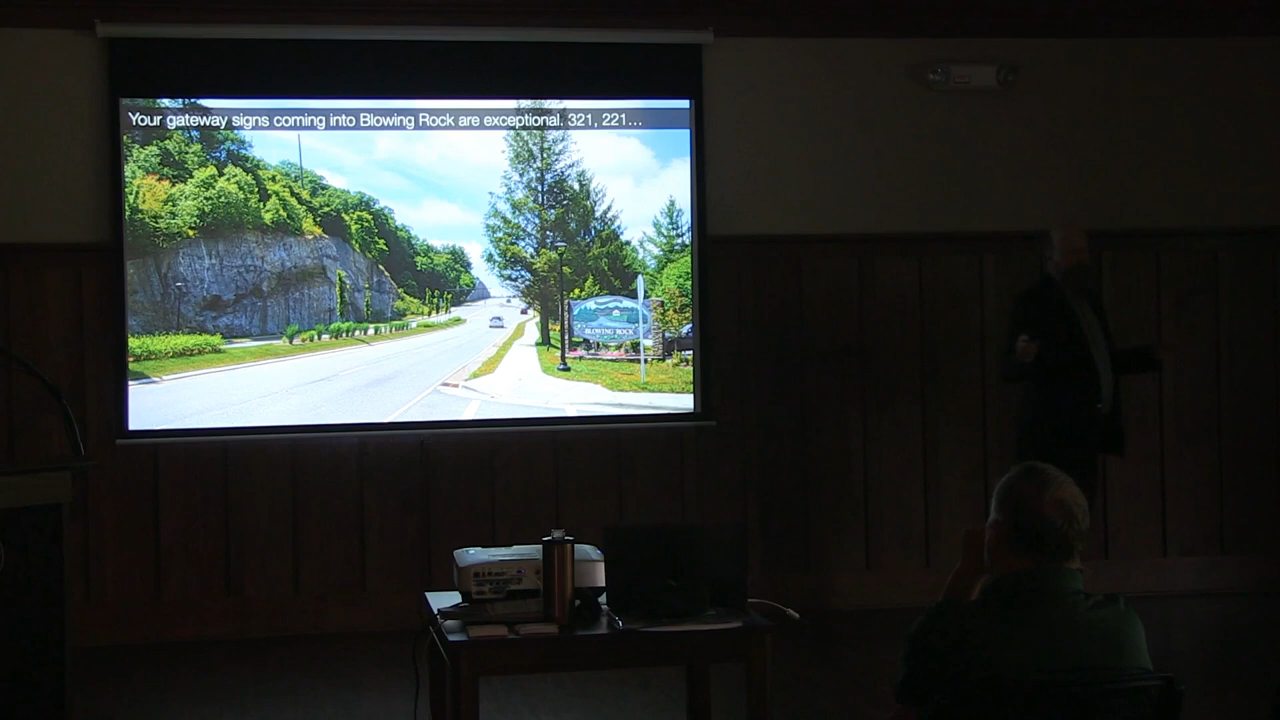 Your gateway signs coming into Blowing Rock are exceptional. 321, 221...
BLOWING ROCK